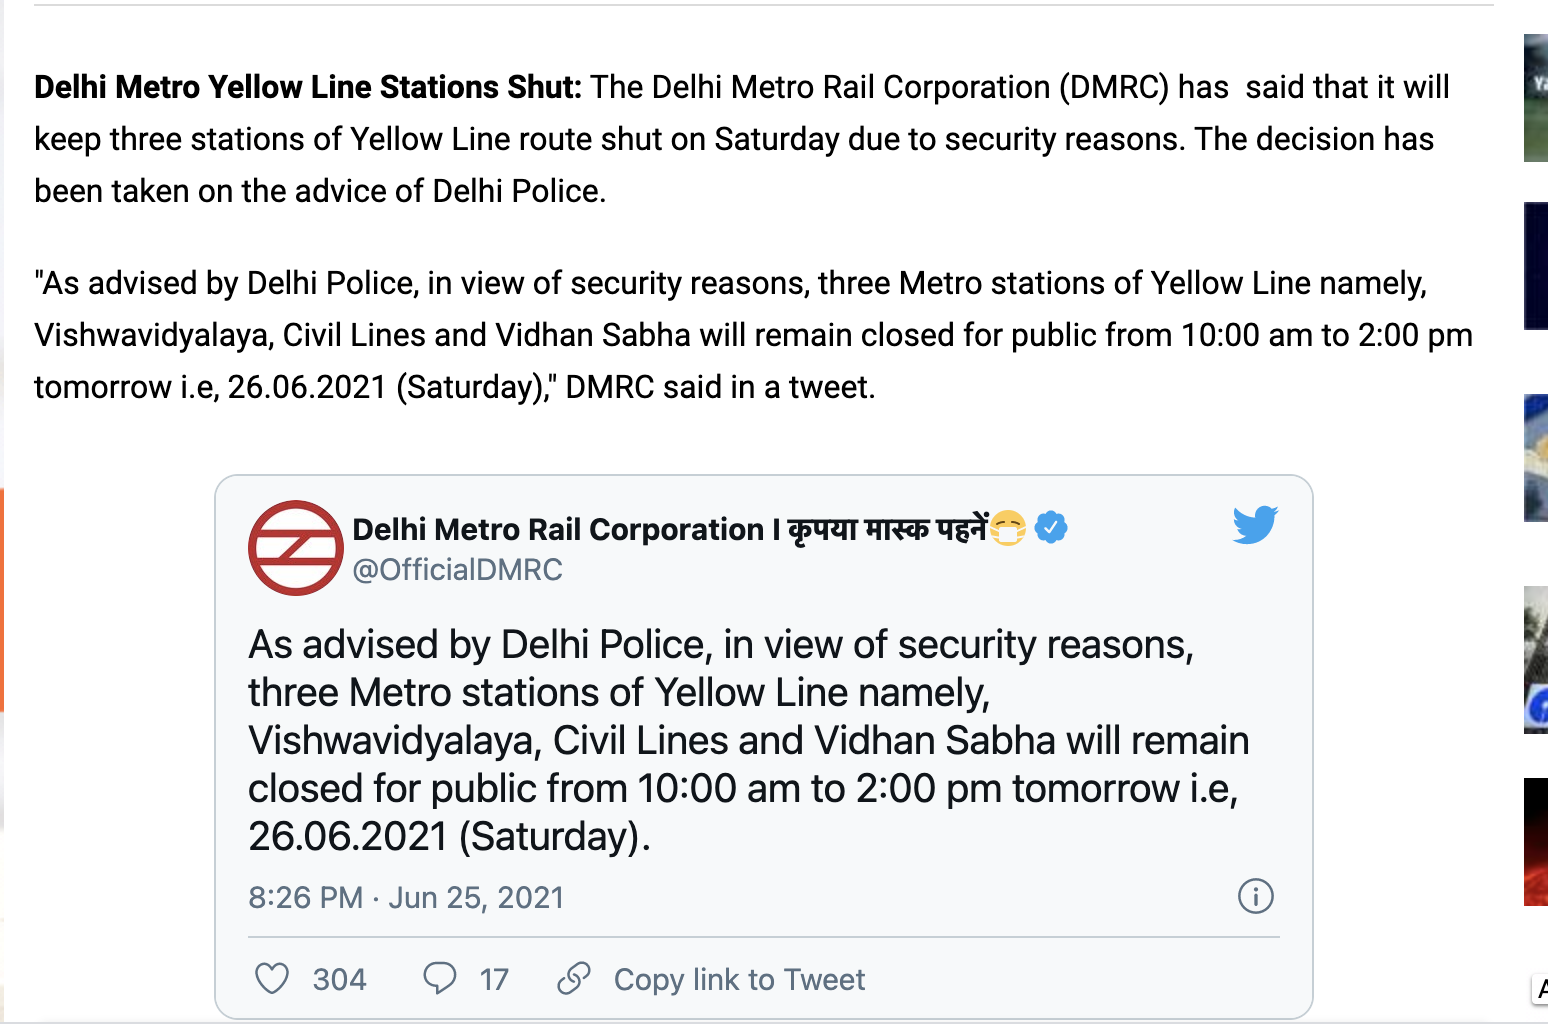 Delhi Metro Yellow Line Stations Shut: The Delhi Metro Rail Corporation (DMRC) has  said that it will
keep three stations of Yellow Line route shut on Saturday due to security reasons. The decision has
been taken on the advice of Delhi Police.
"As advised by Delhi Police, in view of security reasons, three Metro stations of Yellow Line namely,
Vishwavidyalaya, Civil Lines and Vidhan Sabha will remain closed for public from 10:00 am to 2:00 pm
tomorrow i.e, 26.06.2021 (Saturday)," DMRC said in a tweet.
Delhi Metro Rail Corporation I कृपया मास्क पहनें😷
@OfficialDMRC
As advised by Delhi Police, in view of security reasons,
three Metro stations of Yellow Line namely,
Vishwavidyalaya, Civil Lines and Vidhan Sabha will remain
closed for public from 10:00 am to 2:00 pm tomorrow i.e,
26.06.2021 (Saturday).
8:26 PM · Jun 25, 2021
304 17 Copy link to Tweet